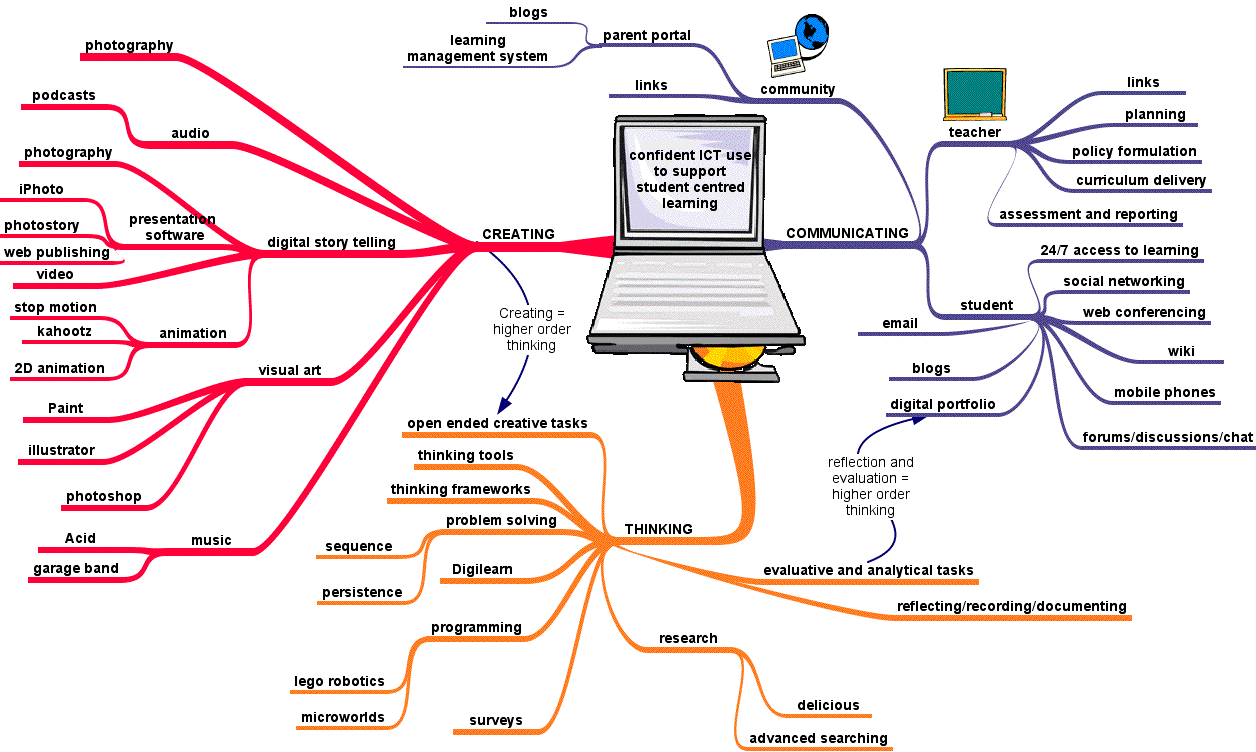 confident ICT use
to support
student centred
learning
CREATING
photography
audio
podcasts
digital story telling
photography
presentation
software
iPhoto
photostory
web publishing
video
animation
stop motion
kahootz
2D animation
visual art
Paint
illustrator
photoshop
music
Acid
garage band
Creating =
higher order
thinking
COMMUNICATING
community
parent portal
blogs
learning
management system
links
teacher
links
planning
policy formulation
curriculum delivery
assessment and reporting
student
24/7 access to learning
social networking
web conferencing
wiki
mobile phones
forums/discussions/chat
email
blogs
digital portfolio
reflection and
evaluation =
higher order
thinking
THINKING
open ended creative tasks
thinking tools
thinking frameworks
problem solving
sequence
persistence
Digilearn
programming
lego robotics
microworlds
surveys
research
delicious
advanced searching
evaluative and analytical tasks
reflecting/recording/documenting